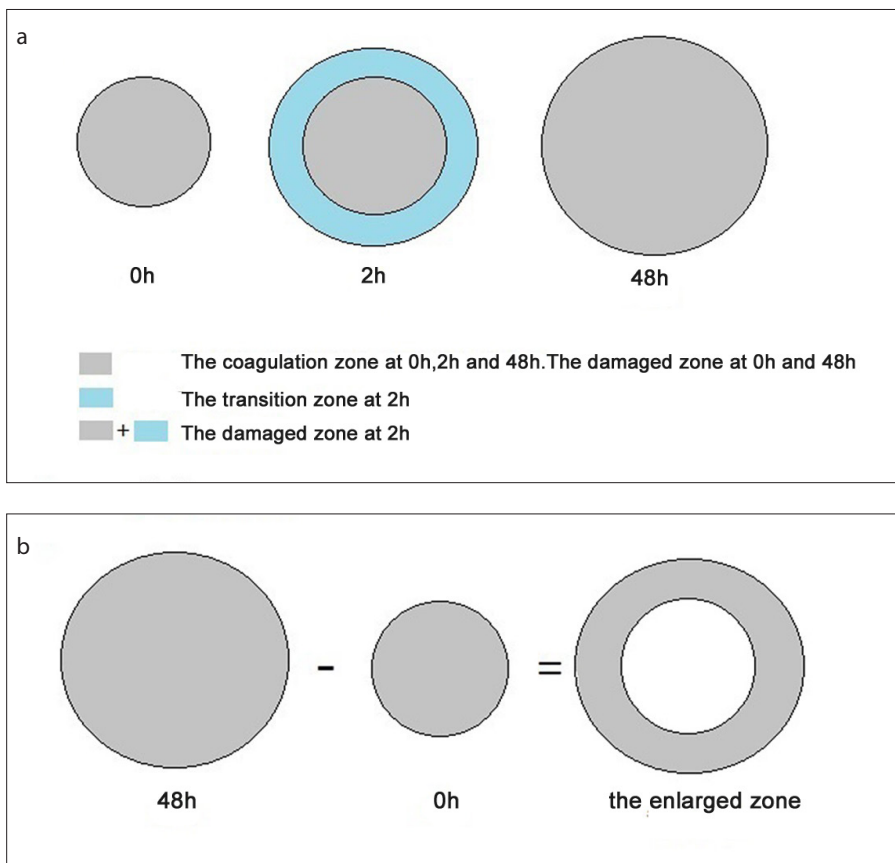 a
0h
2h
48h
The coagulation zone at 0h,2h and 48h.The damaged zone at 0h and 48h
The transition zone at 2h
+ The damaged zone at 2h
b
- =
48h
0h
the enlarged zone